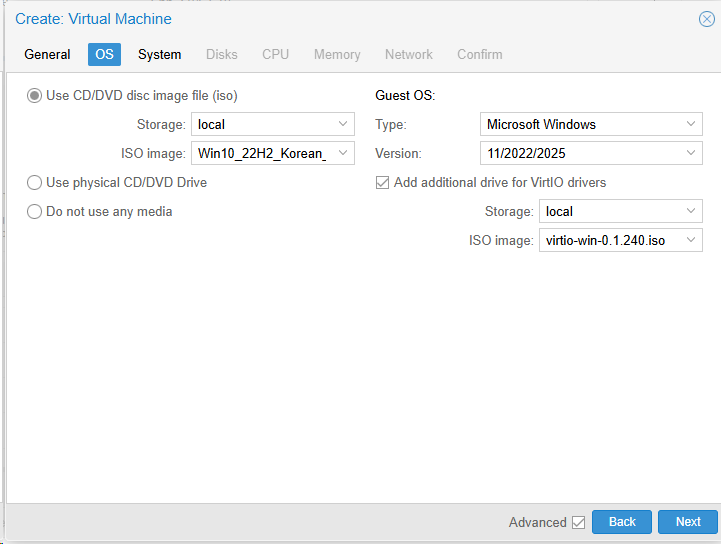 Create: Virtual Machine
General OS System Disks CPU Memory Network Confirm
Use CD/DVD disc image file (iso)
Storage: local
ISO image: Win10_22H2_Korean_
Use physical CD/DVD Drive
Do not use any media
Guest OS:
Type: Microsoft Windows
Version: 11/2022/2025
Add additional drive for VirtIO drivers
Storage: local
ISO image: virtio-win-0.1.240.iso
Advanced Back Next